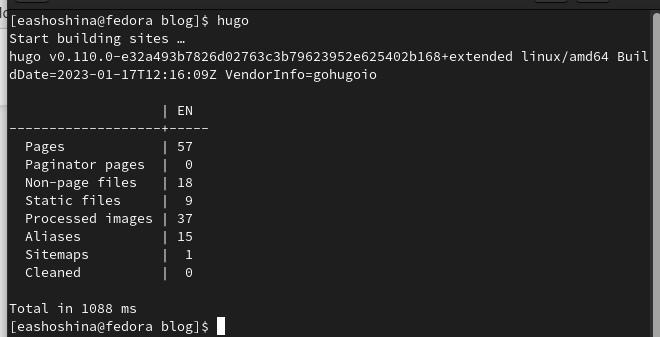 [eashoshina@fedora blog]$ hugo
Start building sites …
hugo v0.110.0-e32a493b7826d02763c3b79623952e625402b168+extended linux/amd64 Buil
dDate=2023-01-17T12:16:09Z VendorInfo=gohugoio
                   | EN
-------------------+-----
  Pages            | 57
  Paginator pages  |  0
  Non-page files   | 18
  Static files     |  9
  Processed images | 37
  Aliases          | 15
  Sitemaps         |  1
  Cleaned          |  0
Total in 1088 ms
[eashoshina@fedora blog]$